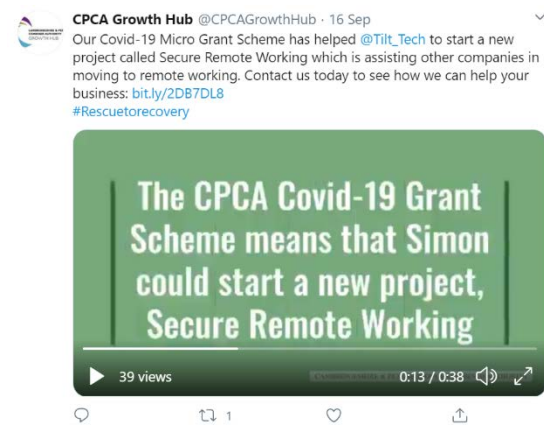 CPCA Growth Hub @CPCAGrowthHub · 16 Sep
Our Covid-19 Micro Grant Scheme has helped @Tilt_Tech to start a new
project called Secure Remote Working which is assisting other companies in
moving to remote working. Contact us today to see how we can help your
business: bit.ly/2DB7DL8
#Rescuetorecovery
The CPCA Covid-19 Grant
Scheme means that Simon
could start a new project,
Secure Remote Working
39 views
0:13 / 0:38
1